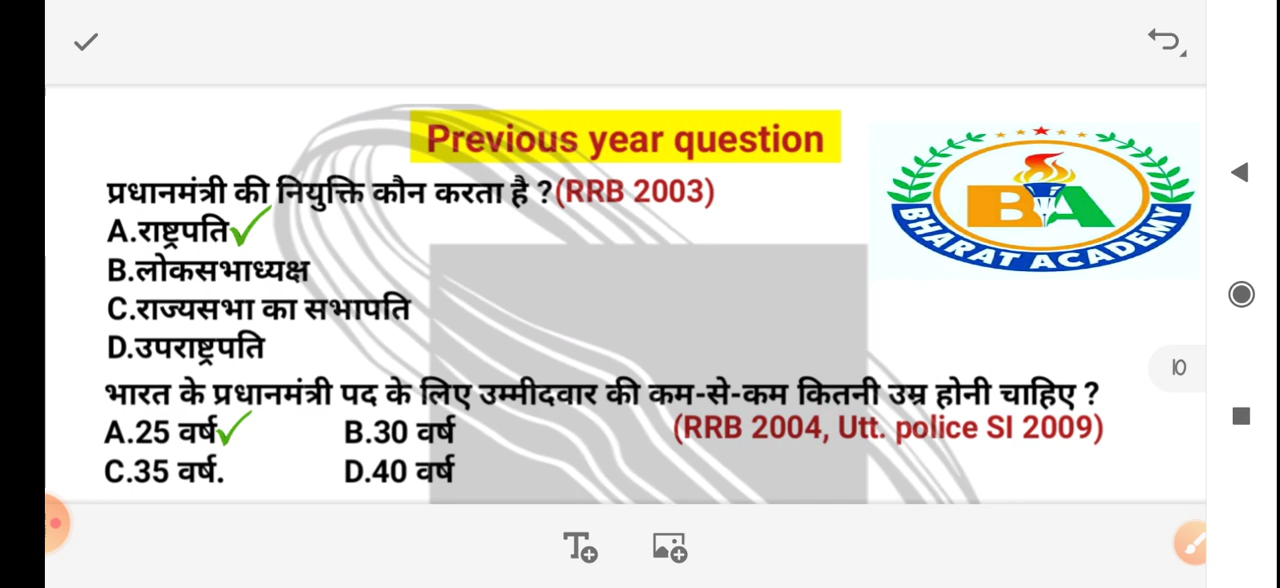 Previous year question
प्रधानमंत्री की नियुक्ति कौन करता है ?(RRB 2003)
A.राष्ट्रपति
B.लोकसभाध्यक्ष
C.राज्यसभा का सभापति
D.उपराष्ट्रपति
भारत के प्रधानमंत्री पद के लिए उम्मीदवार की कम-से-कम कितनी उम्र होनी चाहिए ?
A.25 वर्ष B.30 वर्ष (RRB 2004, Utt. police SI 2009)
C.35 वर्ष. D.40 वर्ष
BA
BHARAT ACADEMY
10
T